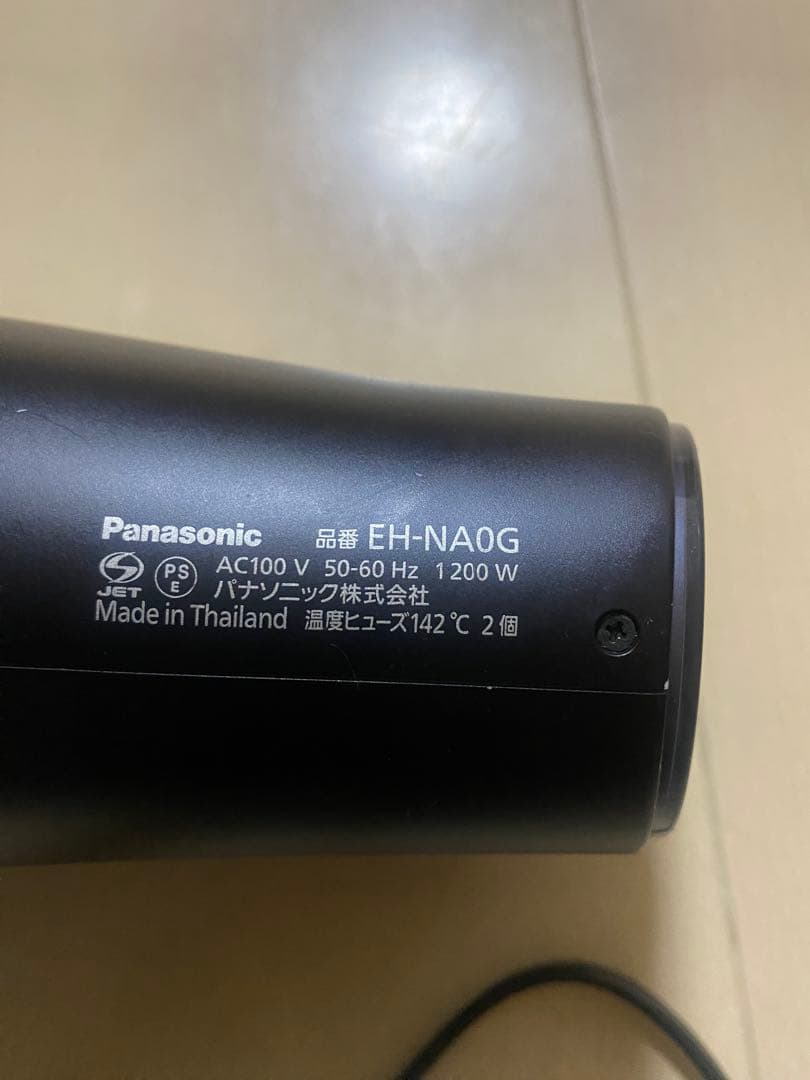 Panasonic 品番 EH-NA0G
S JET PS E AC100 V 50-60 Hz 1200 W
パナソニック株式会社
Made in Thailand 温度ヒューズ142℃ 2個